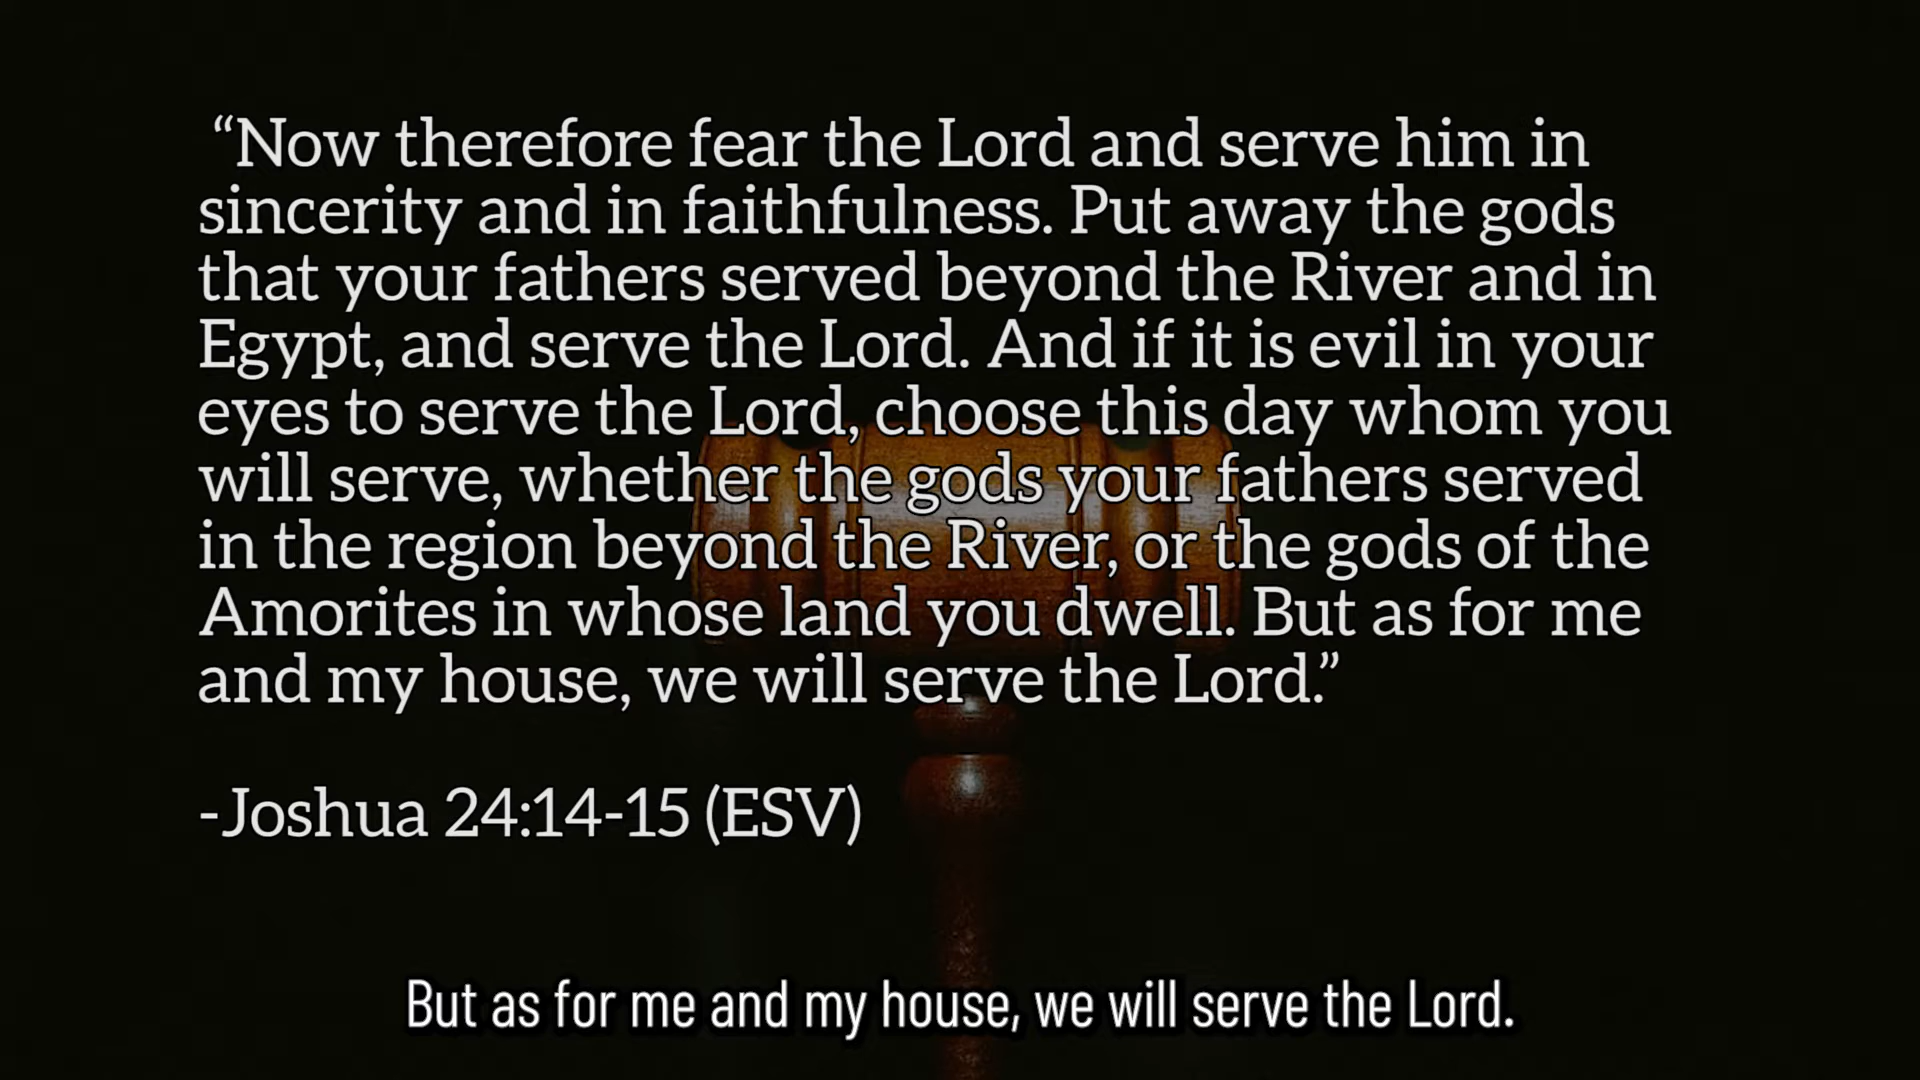 “Now therefore fear the Lord and serve him in
sincerity and in faithfulness. Put away the gods
that your fathers served beyond the River and in
Egypt, and serve the Lord. And if it is evil in your
eyes to serve the Lord, choose this day whom you
will serve, whether the gods your fathers served
in the region beyond the River, or the gods of the
Amorites in whose land you dwell. But as for me
and my house, we will serve the Lord.”
-Joshua 24:14-15 (ESV)
But as for me and my house, we will serve the Lord.